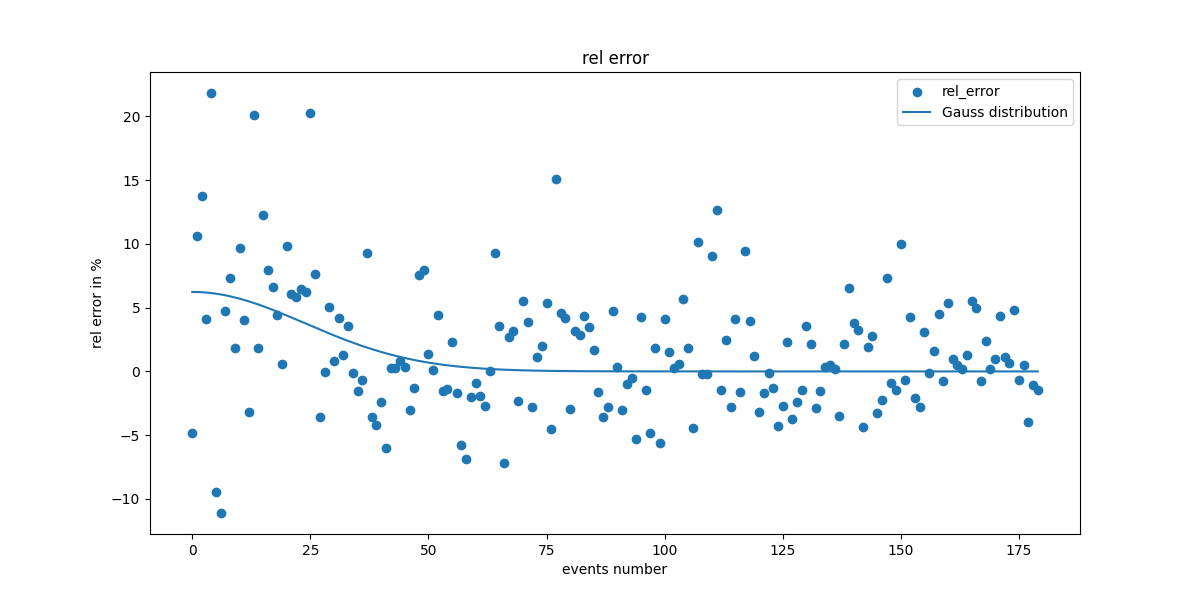 rel error
rel_error
Gauss distribution
rel error in %
20
15
10
5
0
−5
−10
0 25 50 75 100 125 150 175
events number